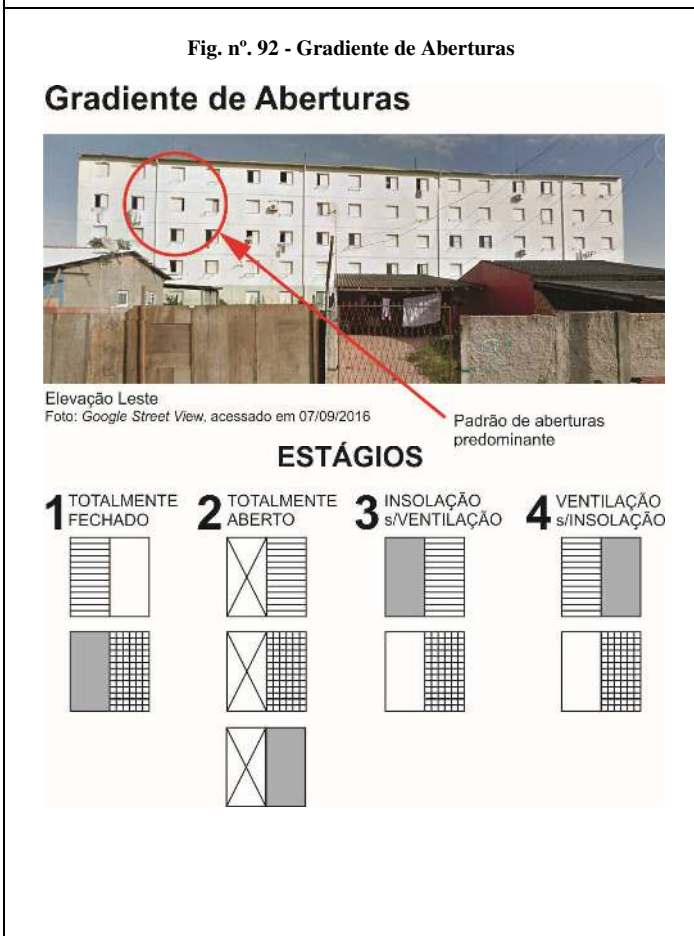 Fig. nº. 92 - Gradiente de Aberturas
Gradiente de Aberturas
Elevação Leste
Foto: Google Street View, acessado em 07/09/2016
Padrão de aberturas
predominante
ESTÁGIOS
1 TOTALMENTE
FECHADO
2 TOTALMENTE
ABERTO
3 INSOLAÇÃO
s/VENTILAÇÃO
4 VENTILAÇÃO
s/INSOLAÇÃO